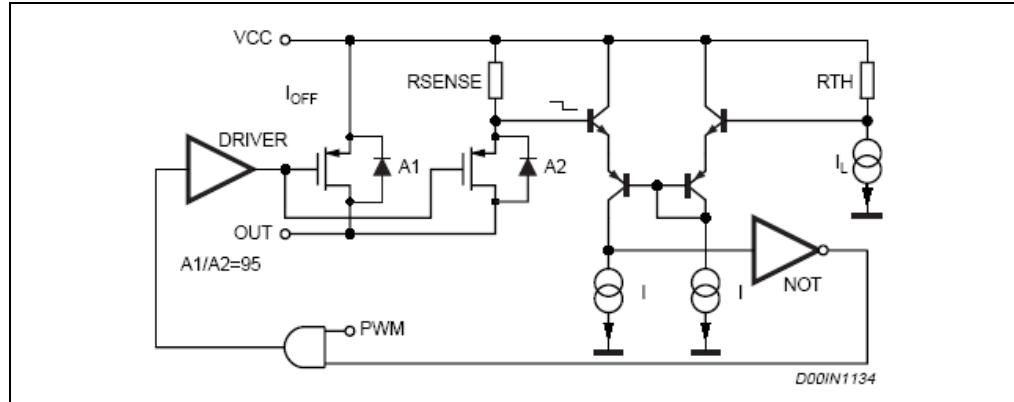 VCC
RSENSE
RTH
IOFF
DRIVER
A1
A2
IL
OUT
A1/A2=95
I
I
NOT
PWM
D00IN1134